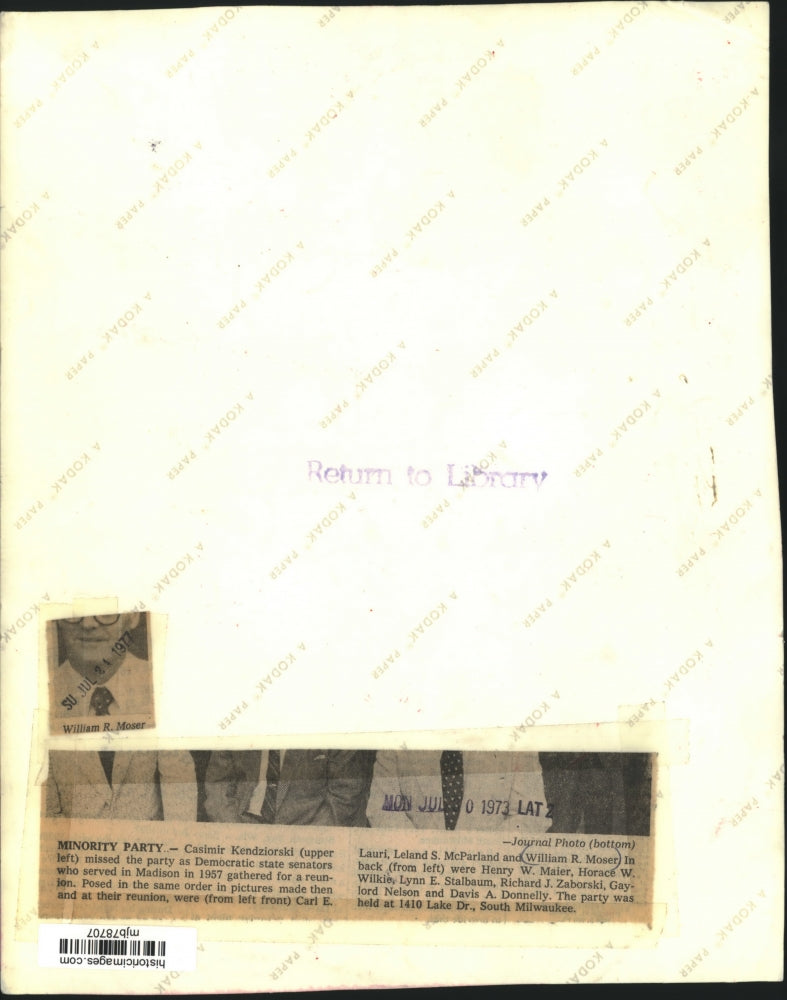 A KODAK PAPER
Return to Library
SU JUL 24 1977
William R. Moser
MON JUL 0 1973 LAT 2
—Journal Photo (bottom)
MINORITY PARTY.— Casimir Kendziorski (upper
left) missed the party as Democratic state senators
who served in Madison in 1957 gathered for a reun-
ion. Posed in the same order in pictures made then
and at their reunion, were (from left front) Carl E.
Lauri, Leland S. McParland and William R. Moser. In
back (from left) were Henry W. Maier, Horace W.
Wilkie, Lynn E. Stalbaum, Richard J. Zaborski, Gay-
lord Nelson and Davis A. Donnelly. The party was
held at 1410 Lake Dr., South Milwaukee.
mjb78707
historicimages.com